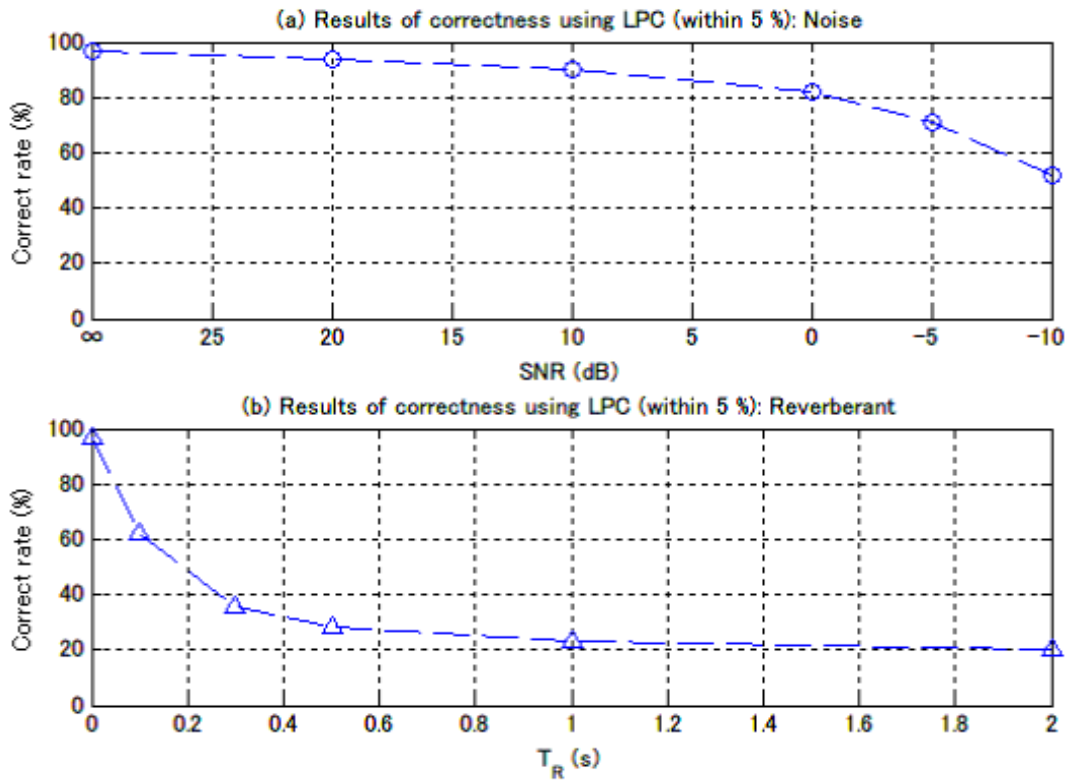 (a) Results of correctness using LPC (within 5 %): Noise
Correct rate (%)
100
80
60
40
20
0
∞ 25 20 15 10 5 0 −5 −10
SNR (dB)
(b) Results of correctness using LPC (within 5 %): Reverberant
Correct rate (%)
100
80
60
40
20
0
0 0.2 0.4 0.6 0.8 1 1.2 1.4 1.6 1.8 2
T_R (s)